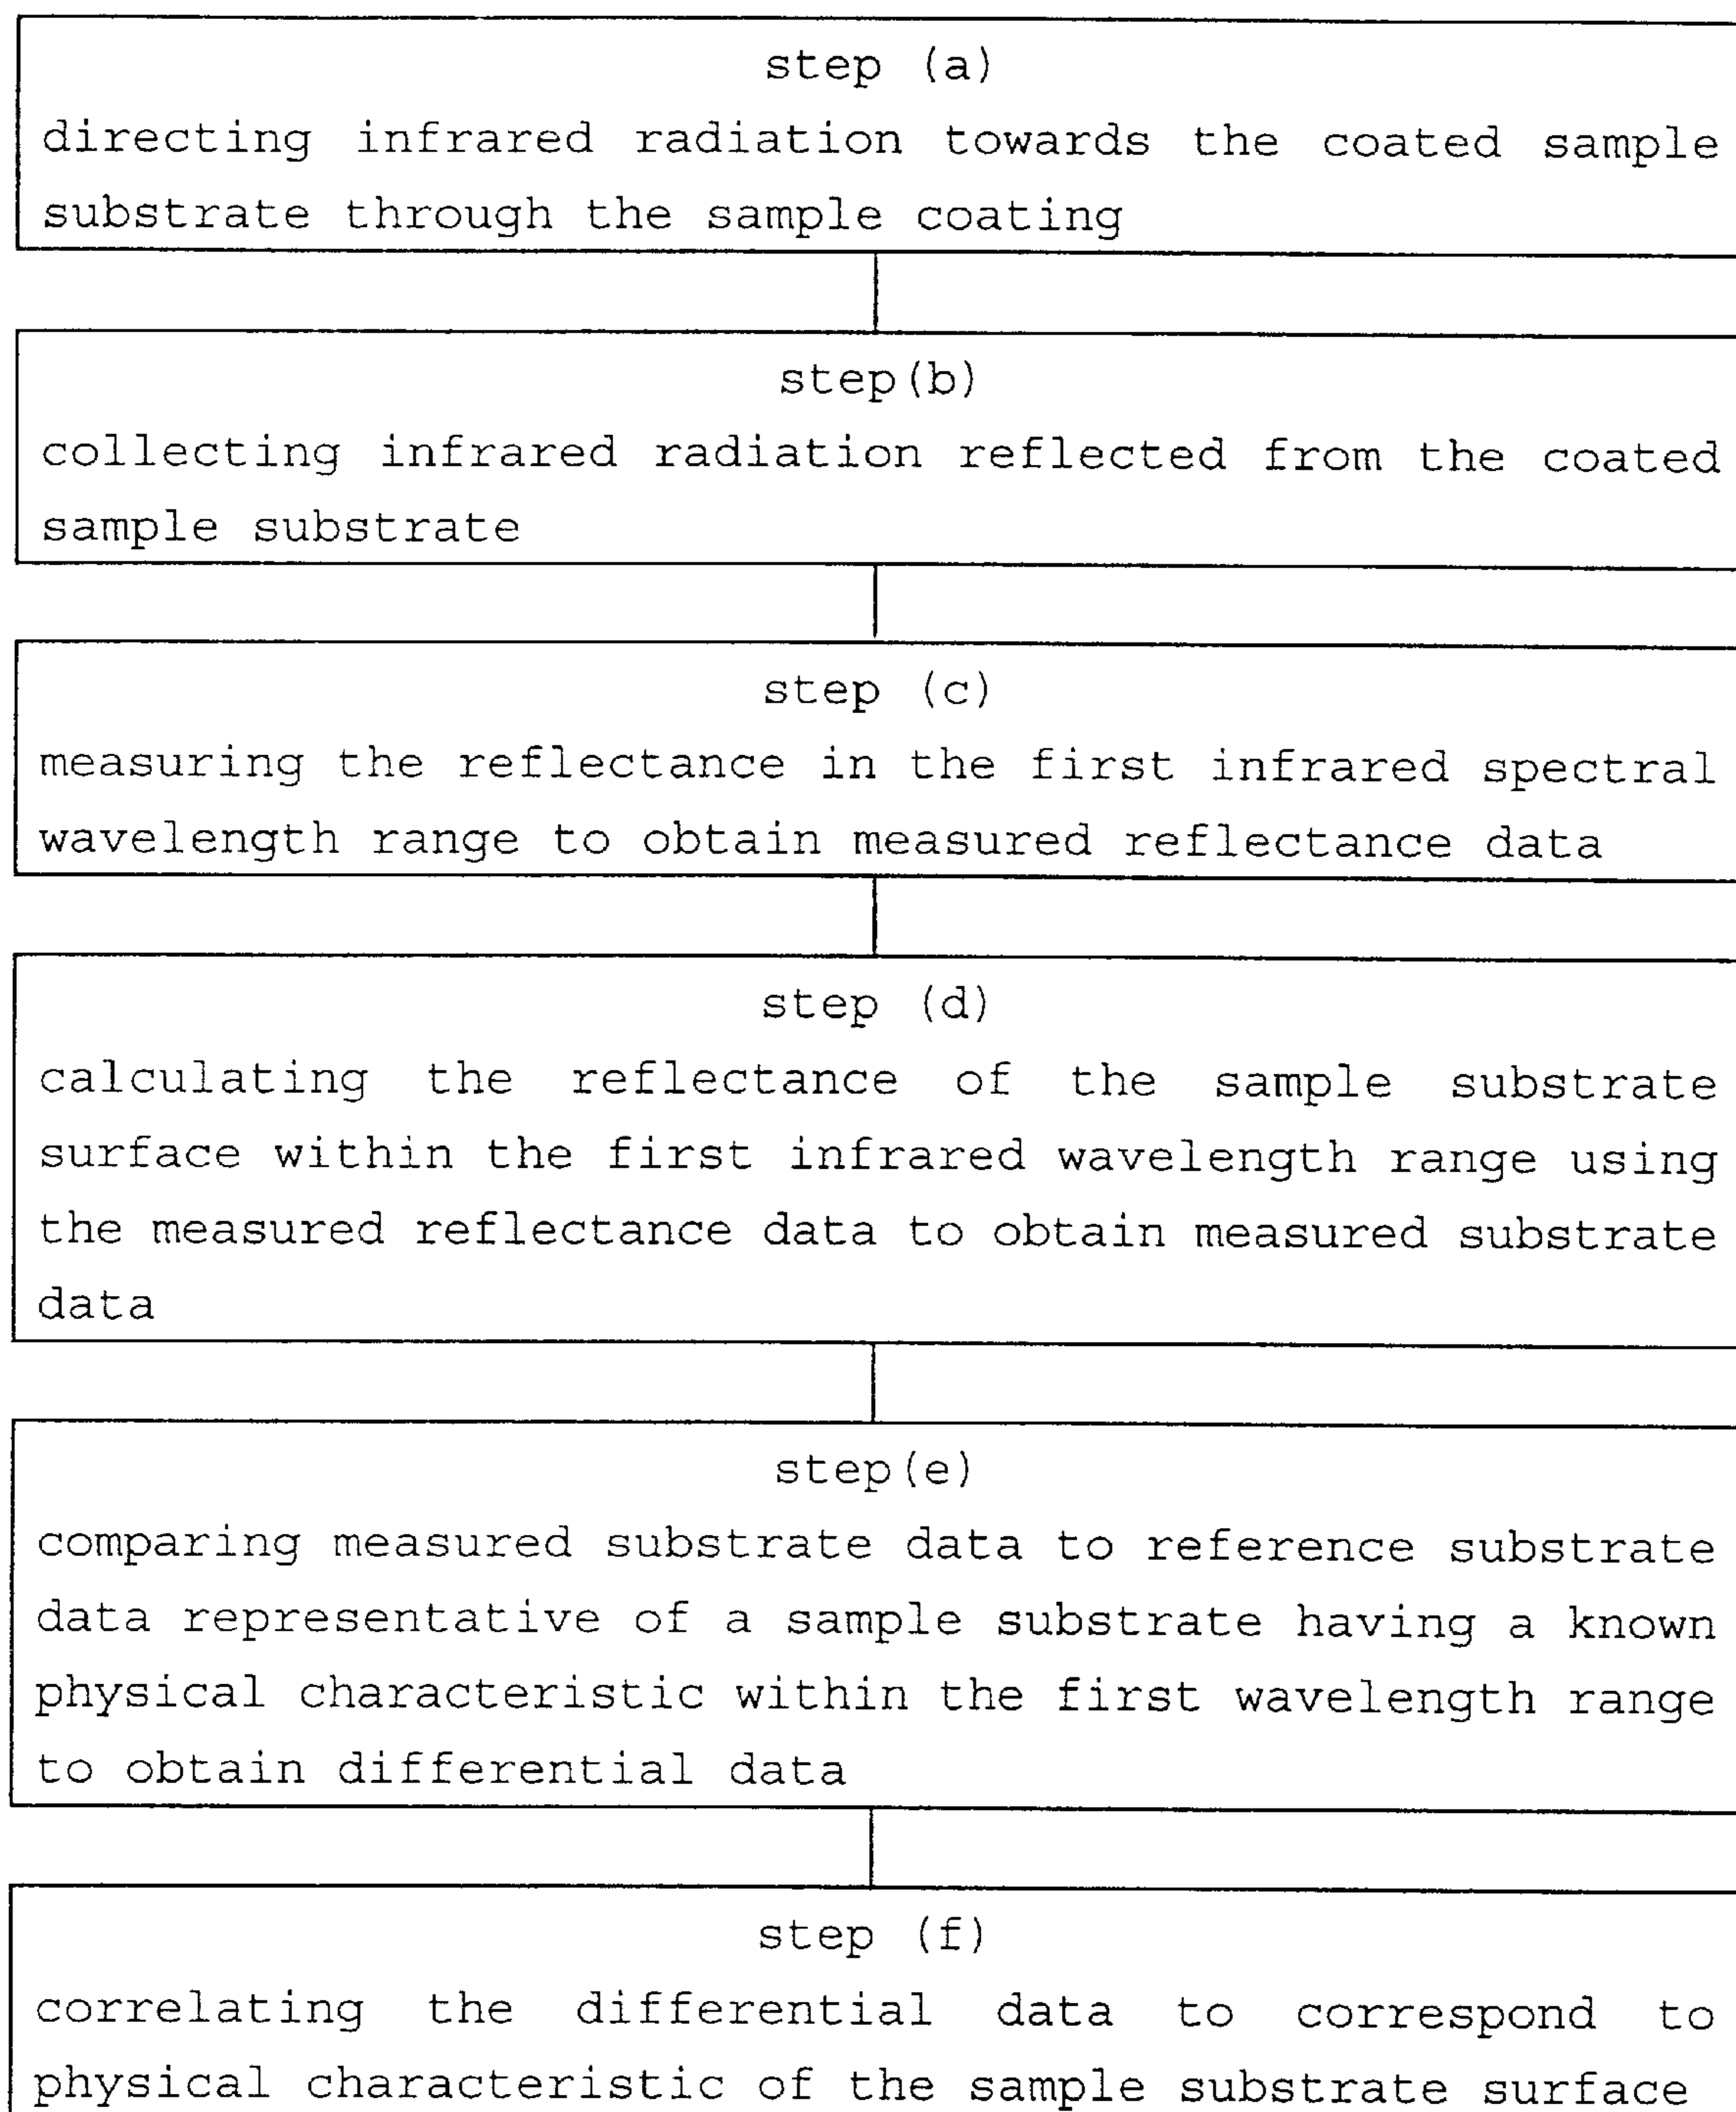 step (a)
directing infrared radiation towards the coated sample
substrate through the sample coating
step(b)
collecting infrared radiation reflected from the coated
sample substrate
step (c)
measuring the reflectance in the first infrared spectral
wavelength range to obtain measured reflectance data
step (d)
calculating the reflectance of the sample substrate
surface within the first infrared wavelength range using
the measured reflectance data to obtain measured substrate
data
step(e)
comparing measured substrate data to reference substrate
data representative of a sample substrate having a known
physical characteristic within the first wavelength range
to obtain differential data
step (f)
correlating the differential data to correspond to
physical characteristic of the sample substrate surface